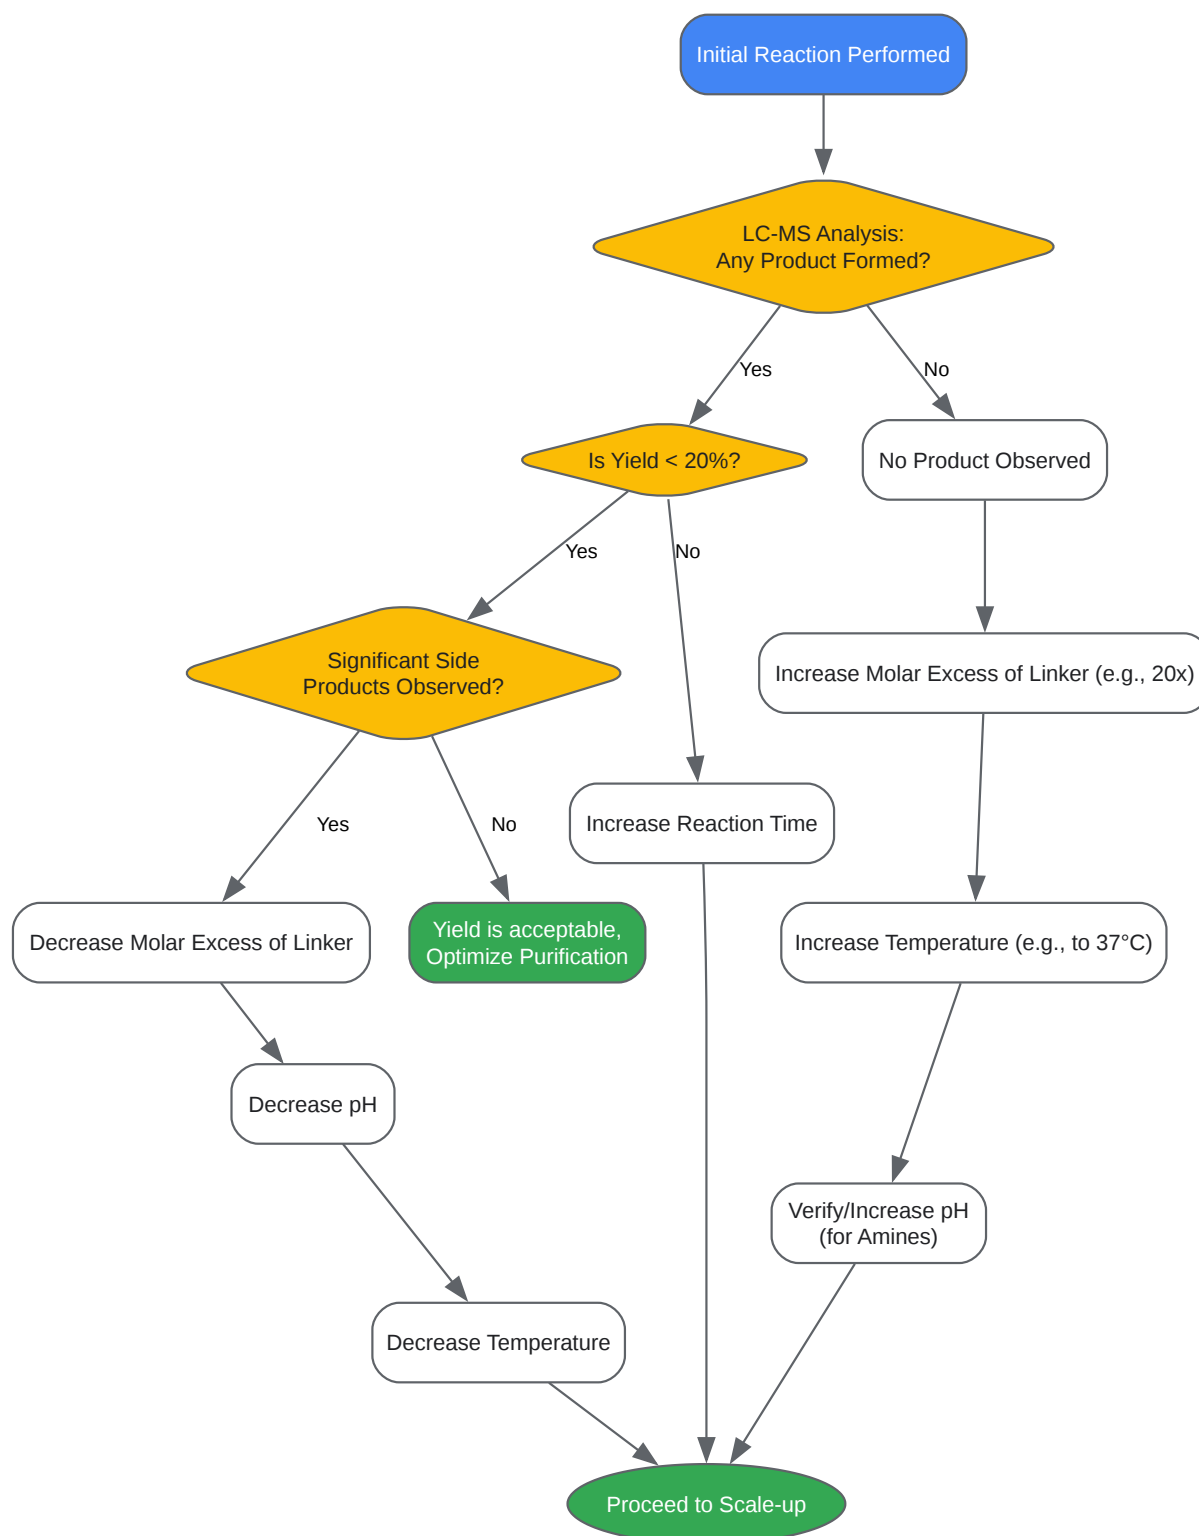 Initial Reaction Performed
LC-MS Analysis:
Any Product Formed?
Yes
No
Is Yield < 20%?
No Product Observed
Yes
No
Significant Side
Products Observed?
Increase Molar Excess of Linker (e.g., 20x)
Yes
No
Increase Reaction Time
Decrease Molar Excess of Linker
Yield is acceptable,
Optimize Purification
Increase Temperature (e.g., to 37°C)
Decrease pH
Verify/Increase pH
(for Amines)
Decrease Temperature
Proceed to Scale-up